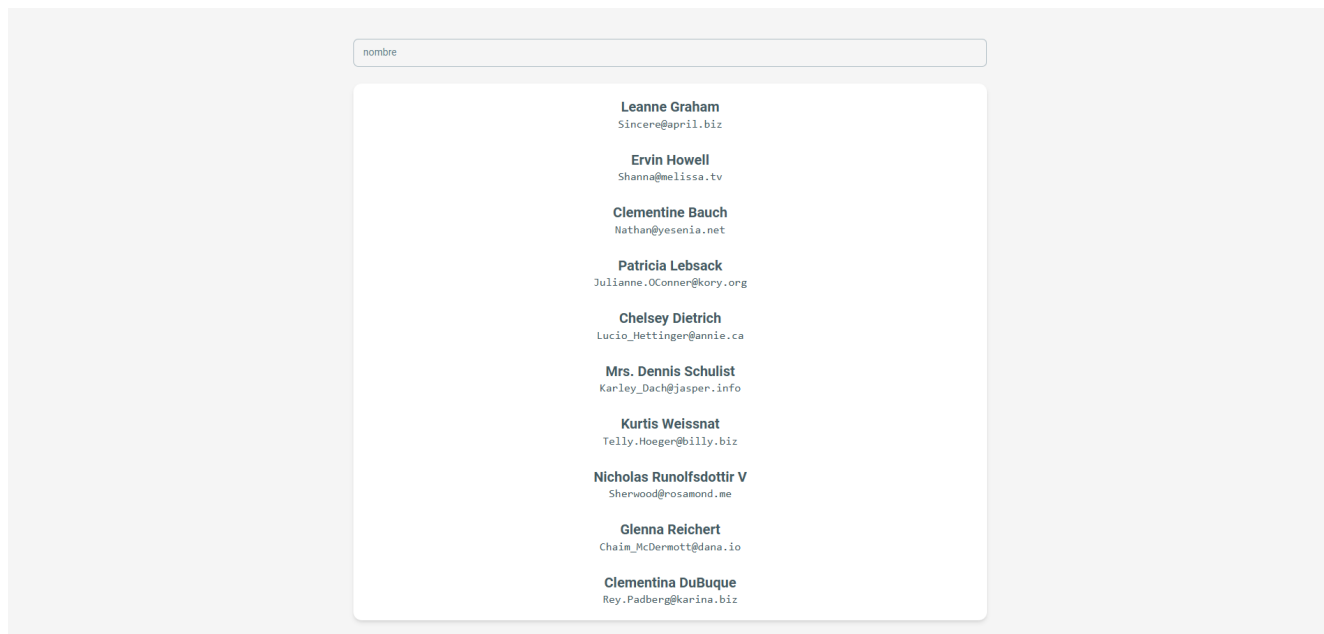 nombre
Leanne Graham
Sincere@april.biz
Ervin Howell
Shanna@melissa.tv
Clementine Bauch
Nathan@yesenia.net
Patricia Lebsack
Julianne.OConner@kory.org
Chelsey Dietrich
Lucio_Hettinger@annie.ca
Mrs. Dennis Schulist
Karley_Dach@jasper.info
Kurtis Weissnat
Telly.Hoeger@billy.biz
Nicholas Runolfsdottir V
Sherwood@rosamond.me
Glenna Reichert
Chaim_McDermott@dana.io
Clementina DuBuque
Rey.Padberg@karina.biz